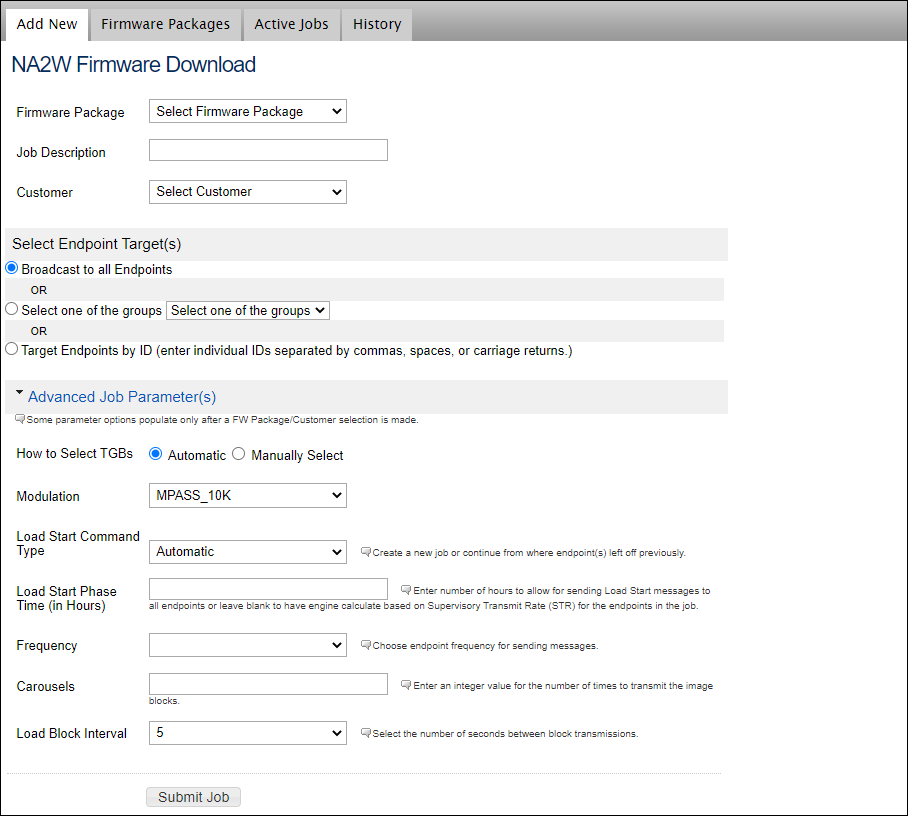 Add New Firmware Packages Active Jobs History
NA2W Firmware Download
Firmware Package Select Firmware Package
Job Description
Customer Select Customer
Select Endpoint Target(s)
Broadcast to all Endpoints
OR
Select one of the groups Select one of the groups
OR
Target Endpoints by ID (enter individual IDs separated by commas, spaces, or carriage returns.)
Advanced Job Parameter(s)
Some parameter options populate only after a FW Package/Customer selection is made.
How to Select TGBs Automatic Manually Select
Modulation MPASS_10K
Load Start Command
Type Automatic Create a new job or continue from where endpoint(s) left off previously.
Load Start Phase Enter number of hours to allow for sending Load Start messages to
Time (in Hours) all endpoints or leave blank to have engine calculate based on Supervisory Transmit Rate (STR) for the endpoints in the job.
Frequency Choose endpoint frequency for sending messages.
Carousels Enter an integer value for the number of times to transmit the image
blocks.
Load Block Interval 5 Select the number of seconds between block transmissions.
Submit Job